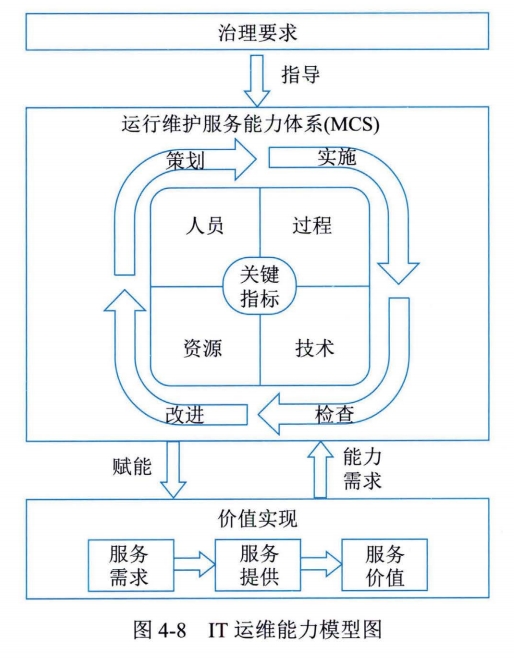 治理要求
指导
运行维护服务能力体系(MCS)
策划
实施
人员
过程
关键
指标
资源
技术
改进
检查
赋能
能力
需求
价值实现
服务
需求
服务
提供
服务
价值
图 4-8 IT 运维能力模型图